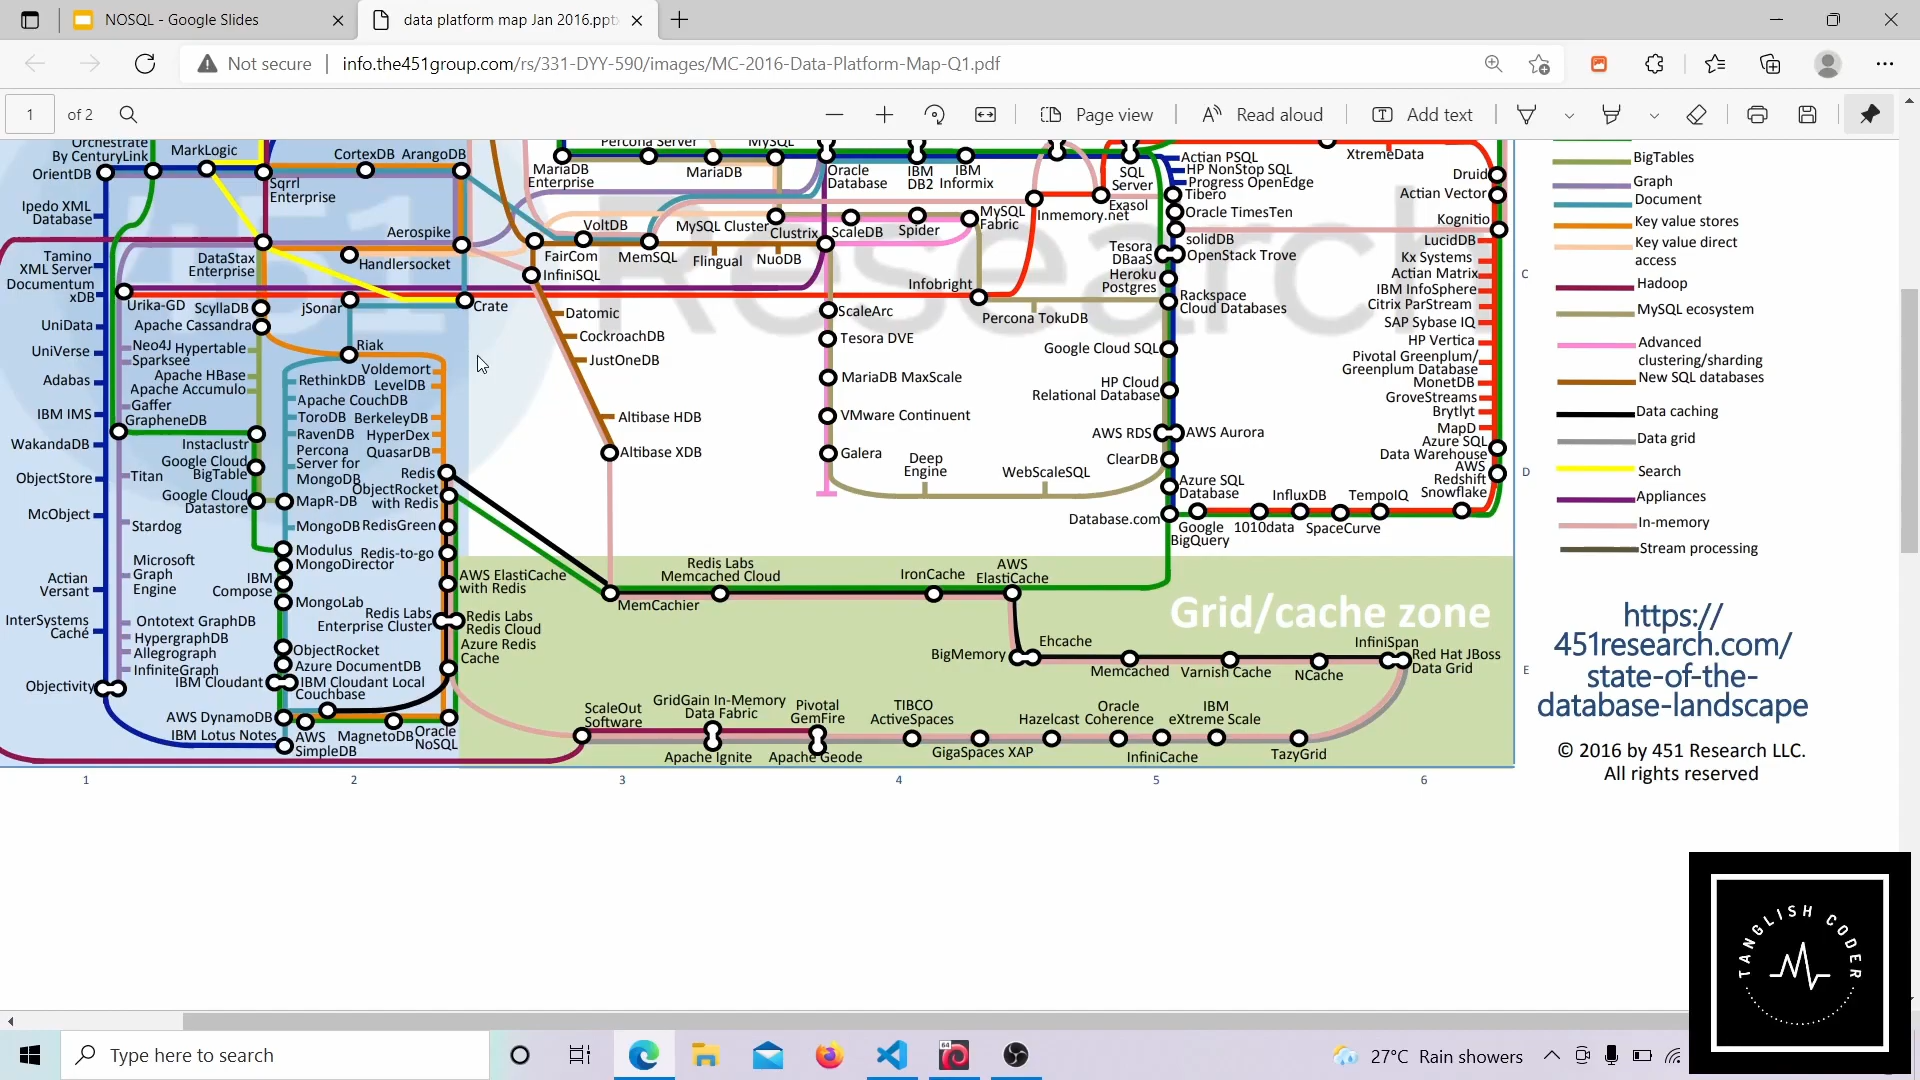 NOSQL - Google Slides
data platform map Jan 2016.pptx
Not secure
info.the451group.com/rs/331-DYY-590/images/MC-2016-Data-Platform-Map-Q1.pdf
1
of 2
Page view
Read aloud
Add text
Orchestrate
By CenturyLink
MarkLogic
OrientDB
CortexDB
ArangoDB
Sqrrl
Enterprise
Ipedo XML
Database
Aerospike
Tamino
XML Server
Documentum
xDB
DataStax
Enterprise
Handlersocket
Urika-GD
ScyllaDB
jSonar
Crate
Apache Cassandra
UniData
UniVerse
Adabas
IBM IMS
WakandaDB
ObjectStore
McObject
Actian
Versant
InterSystems
Caché
Objectivity
Neo4J
Sparksee
Hypertable
Apache HBase
Apache Accumulo
Gaffer
GrapheneDB
Instaclustr
Google Cloud
BigTable
Titan
Google Cloud
Datastore
Stardog
Microsoft
Graph
Engine
Ontotext GraphDB
HypergraphDB
Allegrograph
InfiniteGraph
Riak
Voldemort
LevelDB
RethinkDB
Apache CouchDB
ToroDB
BerkeleyDB
RavenDB
HyperDex
Percona
Server for
MongoDB
QuasarDB
Redis
ObjectRocket
with Redis
MapR-DB
MongoDB
RedisGreen
Modulus
Redis-to-go
MongoDirector
IBM
Compose
AWS ElastiCache
with Redis
MongoLab
Redis Labs
Enterprise Cluster
Redis Labs
Redis Cloud
ObjectRocket
Azure Redis
Cache
Azure DocumentDB
IBM Cloudant
IBM Cloudant Local
Couchbase
AWS DynamoDB
IBM Lotus Notes
AWS
SimpleDB
MagnetoDB
Oracle
NoSQL
451 Research
Percona Server
MySQL
MariaDB
Enterprise
MariaDB
Oracle
Database
IBM
DB2
IBM
Informix
SQL
Server
VoltDB
MySQL Cluster
Clustrix
ScaleDB
Spider
MySQL
Fabric
Inmemory.net
Exasol
FairCom
MemSQL
Flingual
NuoDB
InfiniSQL
Infobright
Percona TokuDB
Datomic
CockroachDB
JustOneDB
Altibase HDB
Altibase XDB
ScaleArc
Tesora DVE
MariaDB MaxScale
VMware Continuent
Galera
Deep
Engine
WebScaleSQL
Actian PSQL
HP NonStop SQL
Progress OpenEdge
Tibero
Oracle TimesTen
solidDB
Tesora
DBaaS
OpenStack Trove
Heroku
Postgres
Rackspace
Cloud Databases
Google Cloud SQL
HP Cloud
Relational Database
AWS RDS
AWS Aurora
ClearDB
Azure SQL
Database
Database.com
Google
BigQuery
1010data
InfluxDB
SpaceCurve
TempoIQ
XtremeData
Druid
Actian Vector
Kognitio
LucidDB
Kx Systems
Actian Matrix
IBM InfoSphere
Citrix ParStream
SAP Sybase IQ
HP Vertica
Pivotal Greenplum/
Greenplum Database
MonetDB
GroveStreams
Brytlyt
MapD
Azure SQL
Data Warehouse
AWS
Redshift
Snowflake
C
D
E
MemCachier
Redis Labs
Memcached Cloud
IronCache
AWS
ElastiCache
Grid/cache zone
BigMemory
Ehcache
Memcached
Varnish Cache
NCache
InfiniSpan
Red Hat JBoss
Data Grid
ScaleOut
Software
GridGain In-Memory
Data Fabric
Apache Ignite
Pivotal
GemFire
Apache Geode
TIBCO
ActiveSpaces
GigaSpaces XAP
Hazelcast
Oracle
Coherence
InfiniCache
IBM
eXtreme Scale
TazyGrid
1
2
3
4
5
6
BigTables
Graph
Document
Key value stores
Key value direct
access
Hadoop
MySQL ecosystem
Advanced
clustering/sharding
New SQL databases
Data caching
Data grid
Search
Appliances
In-memory
Stream processing
https://
451research.com/
state-of-the-
database-landscape
© 2016 by 451 Research LLC.
All rights reserved
TANGLISH CODER
Type here to search
64
27°C Rain showers